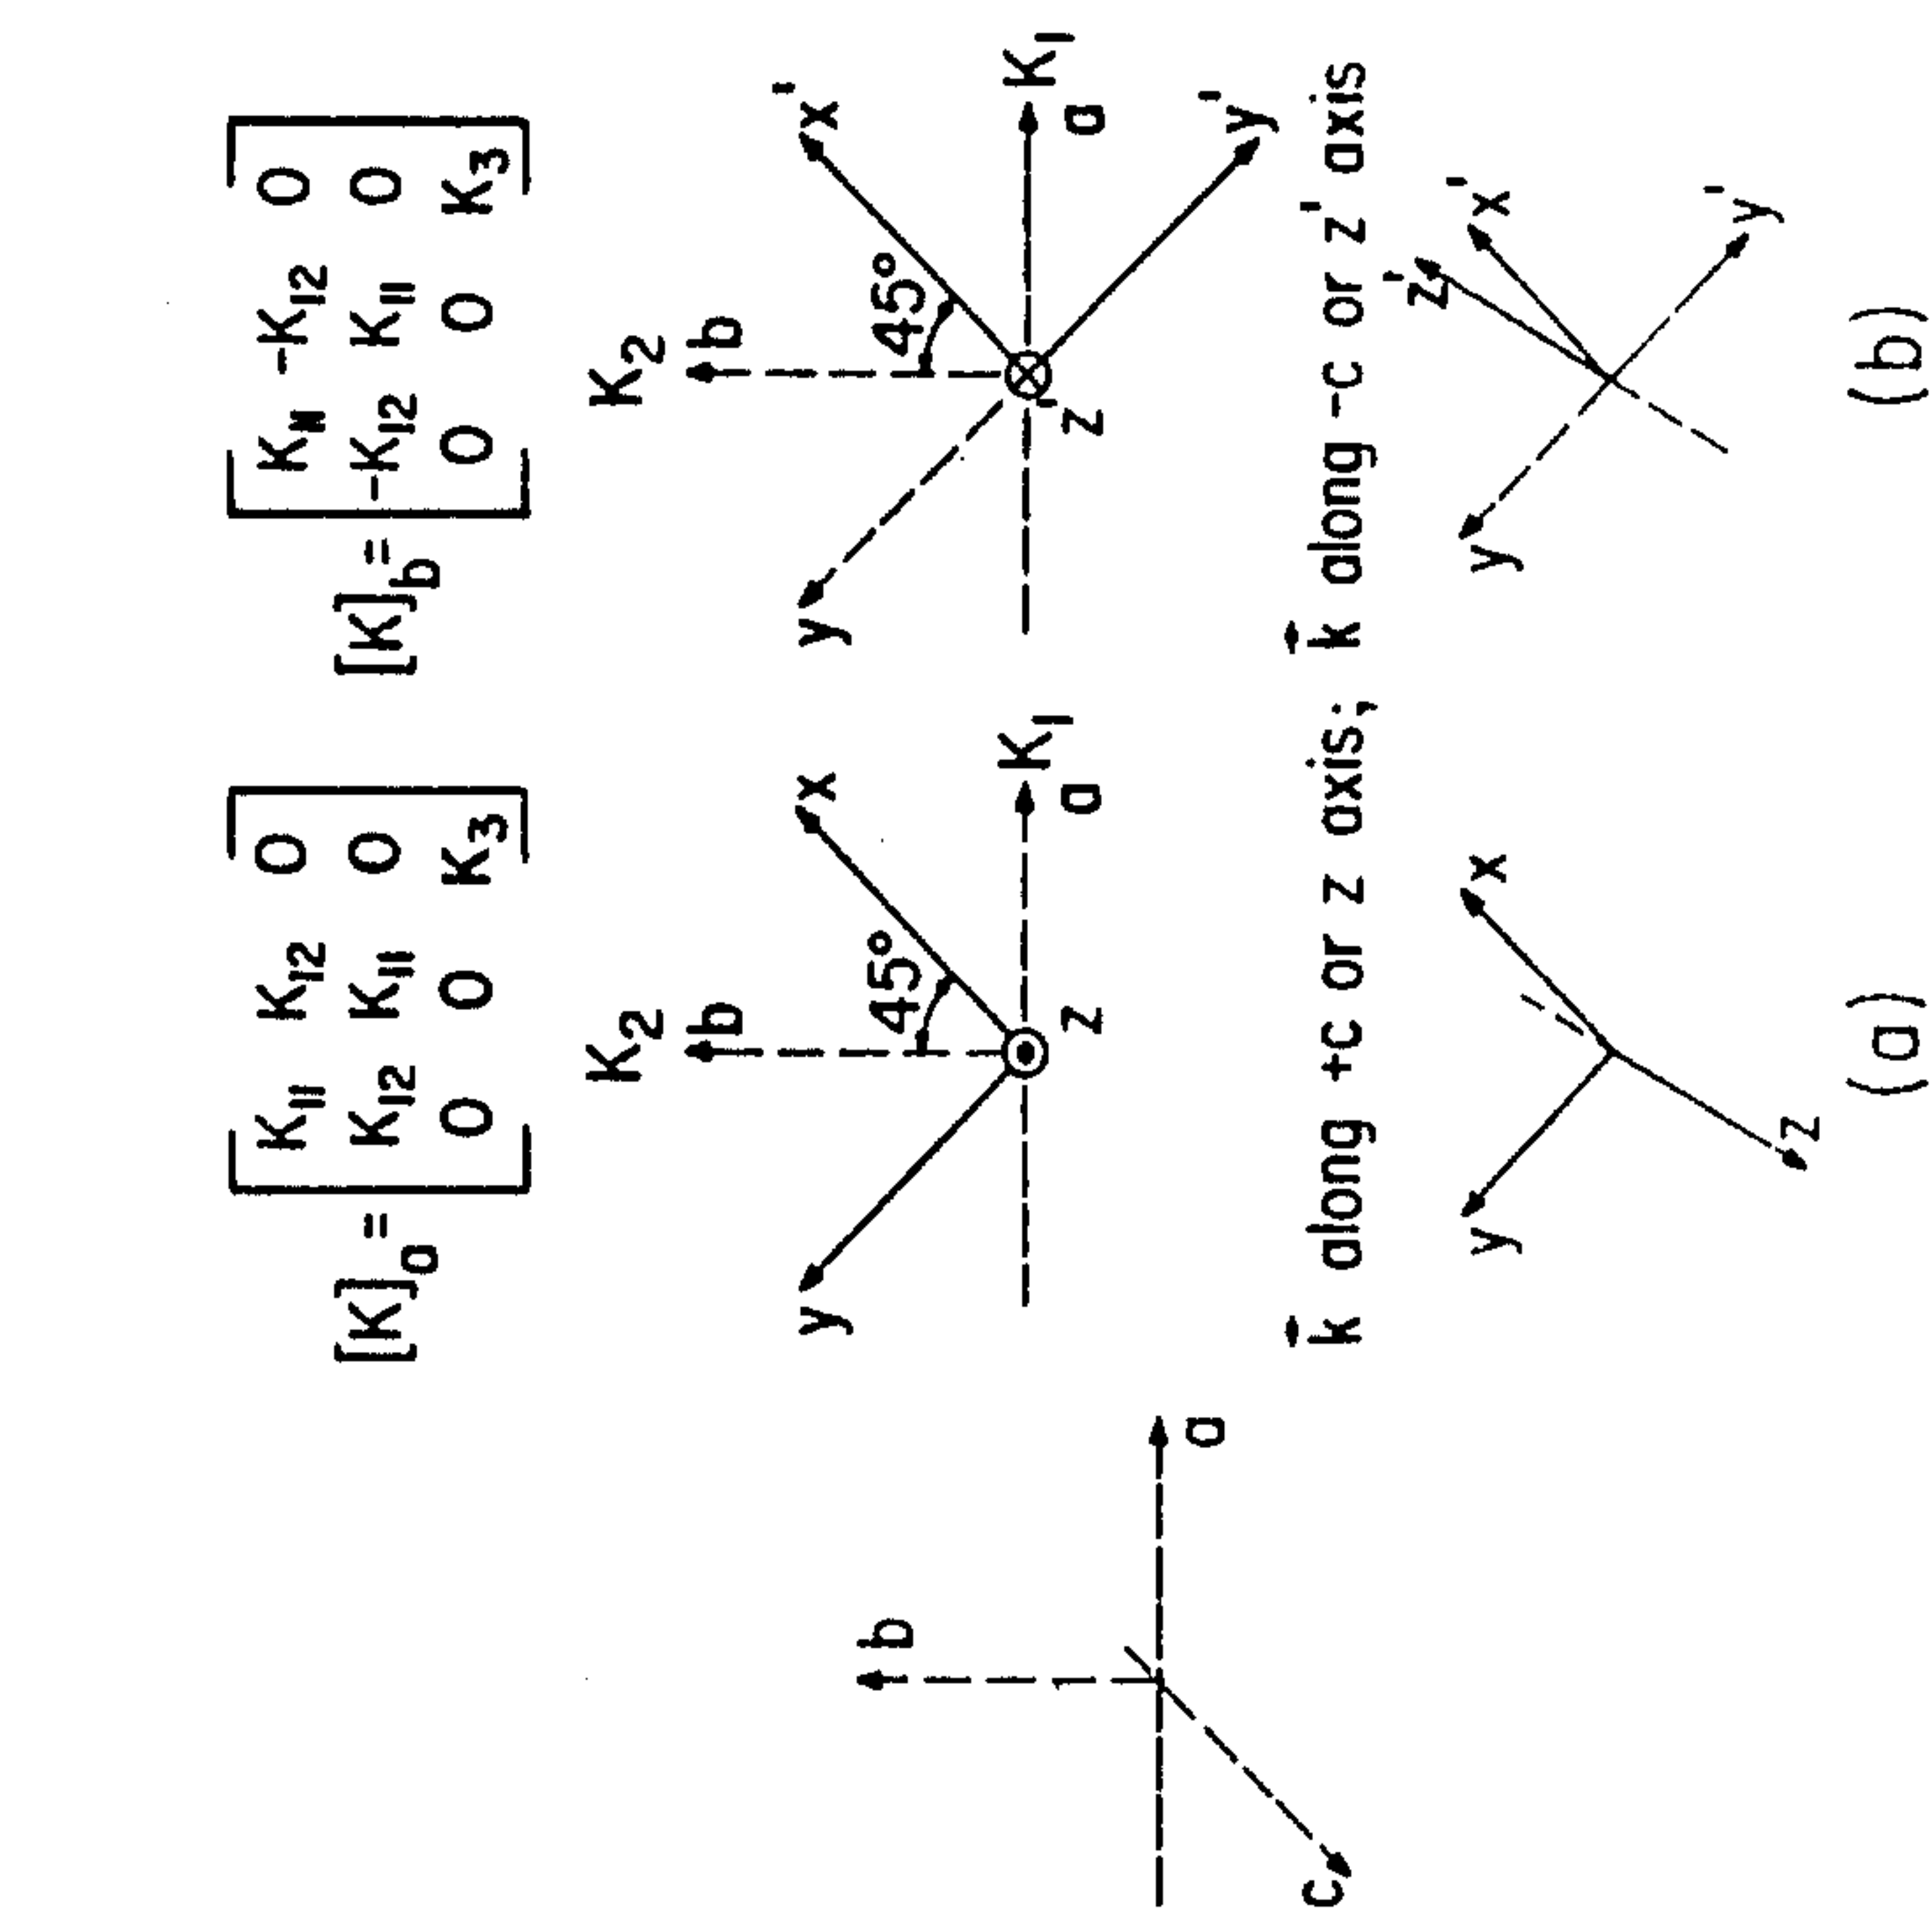 [K]a = [K11 K12 0
K12 K11 0
0 0 K3]
[K]b = [K11 -K12 0
-K12 K11 0
0 0 K3]
b
a
c
K2
b
45°
x
y
z
a
K1
K2
b
45°
x'
y
z'
a
K1
y'
k along +c or z axis; k along -c or z' axis
y
x
z
y
z'
x'
y'
(a)
(b)